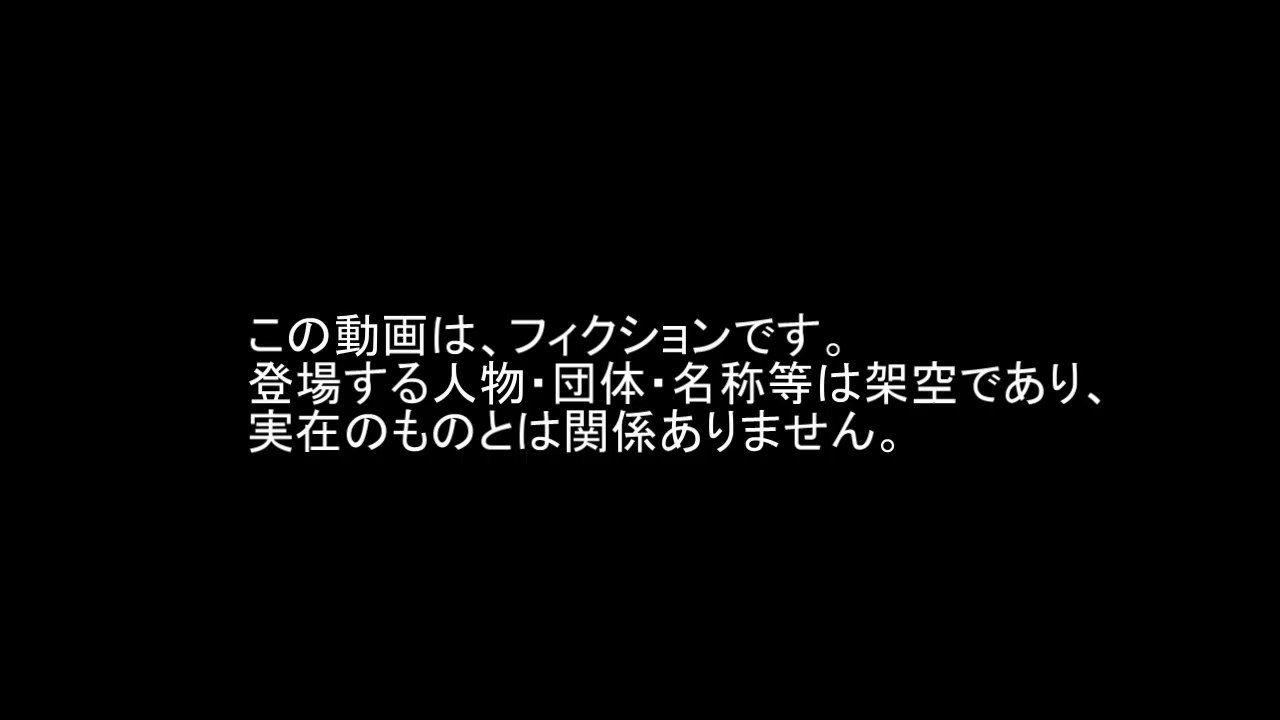 この動画は、フィクションです。
登場する人物・団体・名称等は架空であり、
実在のものとは関係ありません。